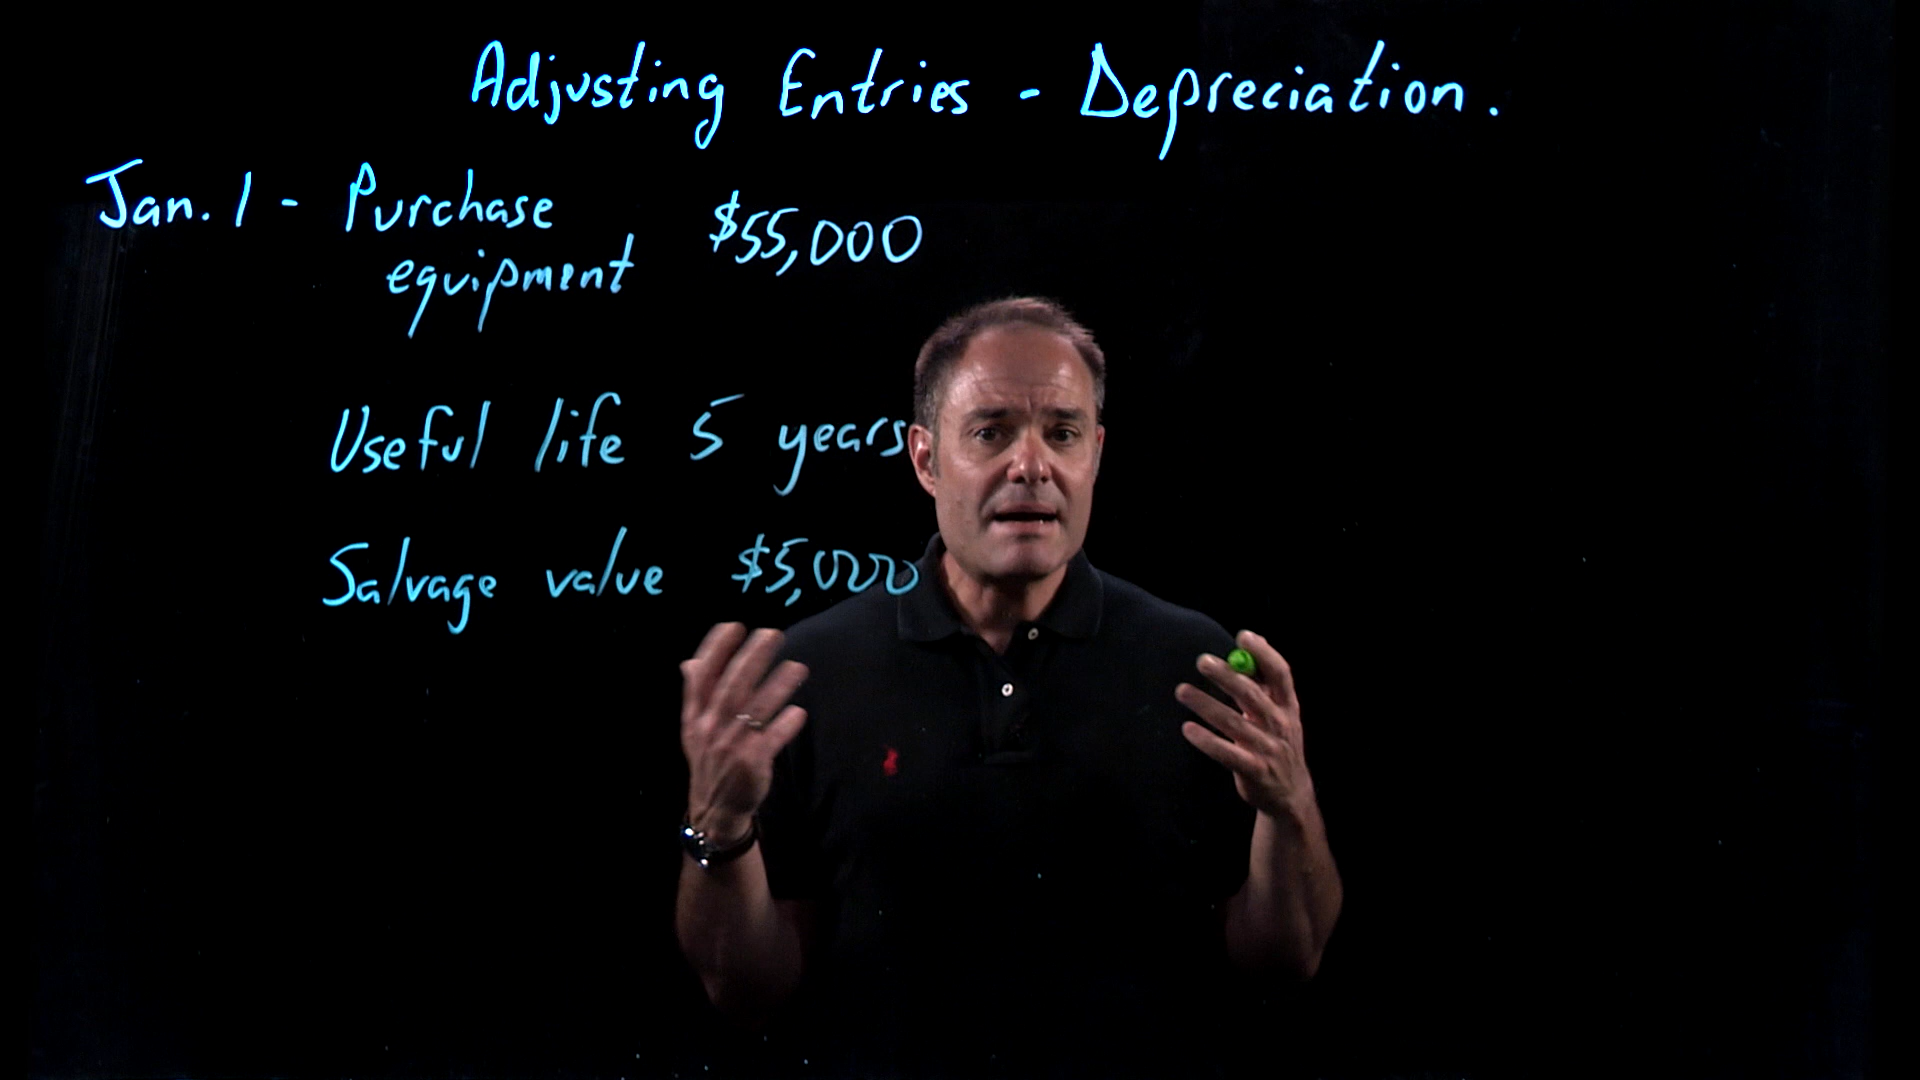 Adjusting Entries - Depreciation.
Jan. 1 - Purchase equipment $55,000
Useful life 5 years
Salvage value $5,000